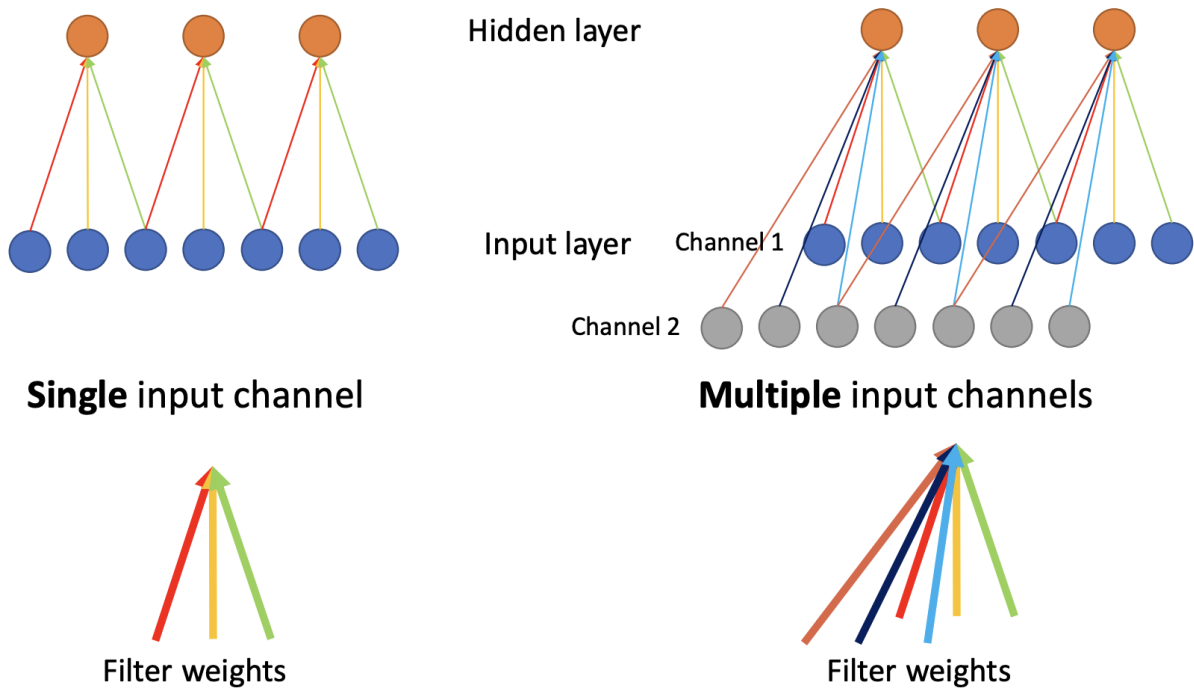 Hidden layer
Input layer
Channel 1
Channel 2
Single input channel
Multiple input channels
Filter weights
Filter weights